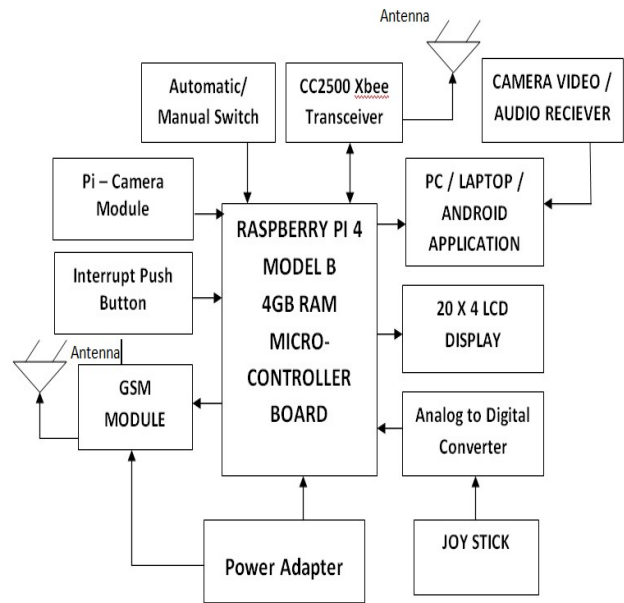 Antenna
Automatic/
Manual Switch
CC2500 Xbee
Transceiver
CAMERA VIDEO /
AUDIO RECIEVER
Pi – Camera
Module
PC / LAPTOP /
ANDROID
APPLICATION
RASPBERRY PI 4
MODEL B
4GB RAM
MICRO-
CONTROLLER
BOARD
Interrupt Push
Button
20 X 4 LCD
DISPLAY
Antenna
GSM
MODULE
Analog to Digital
Converter
Power Adapter
JOY STICK